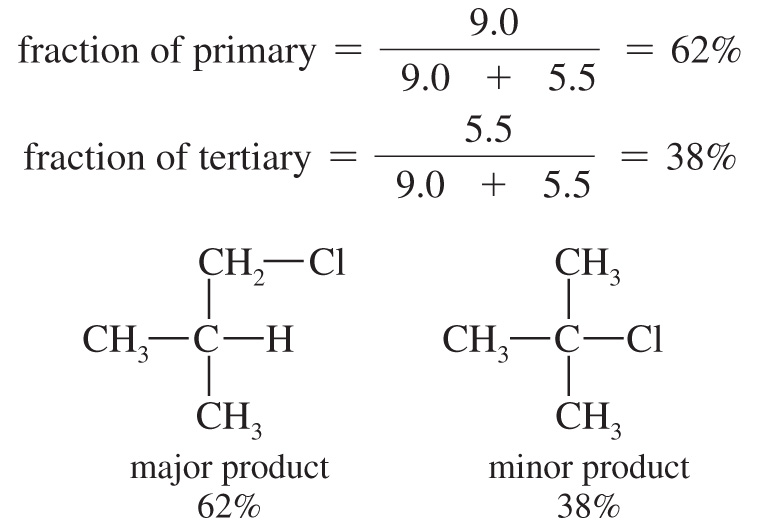 fraction of primary = 9.0 / 9.0 + 5.5 = 62%
fraction of tertiary = 5.5 / 9.0 + 5.5 = 38%
CH₂—Cl
CH₃—C—H
CH₃
major product
62%
CH₃
CH₃—C—Cl
CH₃
minor product
38%